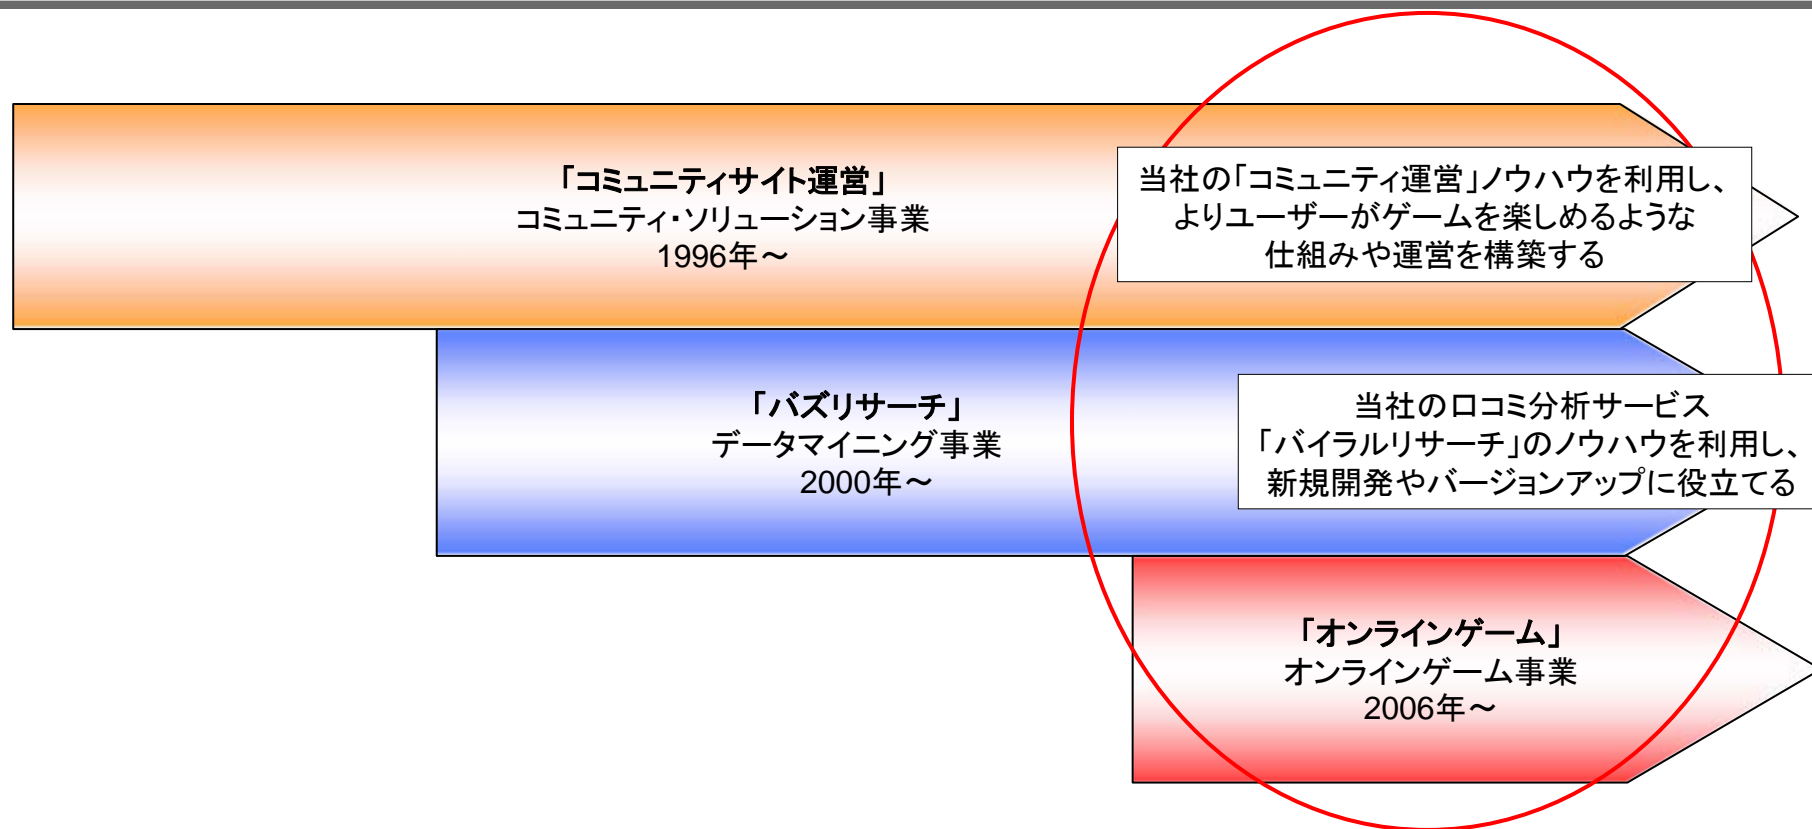 「コミュニティサイト運営」
コミュニティ・ソリューション事業
1996年～
当社の「コミュニティ運営」ノウハウを利用し、
よりユーザーがゲームを楽しめるような
仕組みや運営を構築する
「バズリサーチ」
データマイニング事業
2000年～
当社の口コミ分析サービス
「バイラルリサーチ」のノウハウを利用し、
新規開発やバージョンアップに役立てる
「オンラインゲーム」
オンラインゲーム事業
2006年～